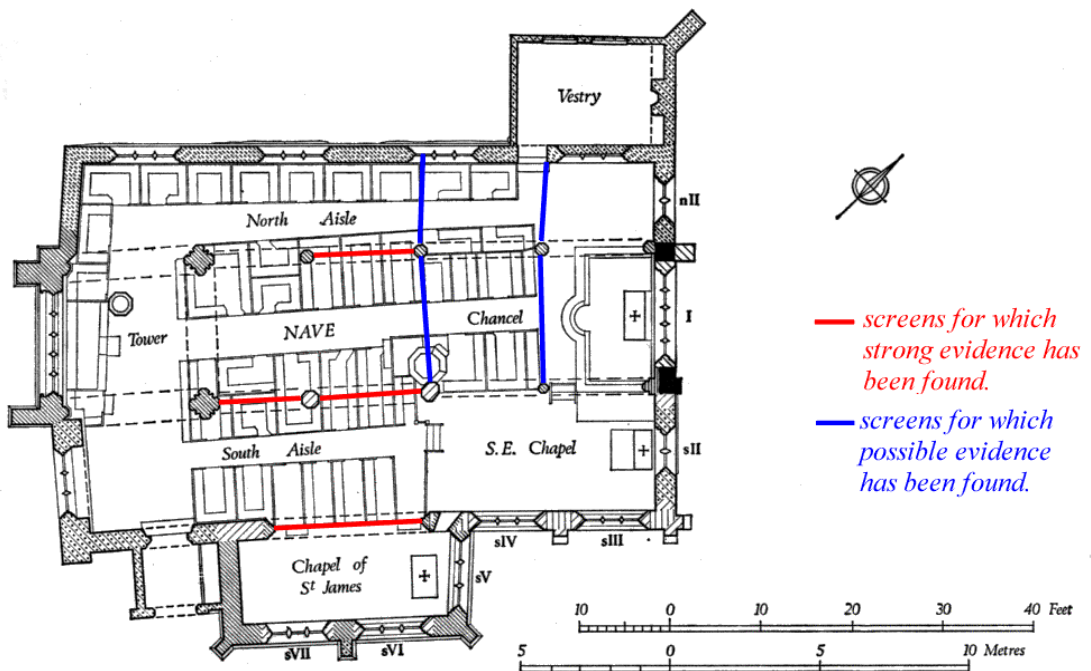 Vestry
nII
North Aisle
I
Tower
NAVE
Chancel
South Aisle
S.E. Chapel
sII
sIV
sIII
Chapel of
St James
sV
sVII
sVI
screens for which
strong evidence has
been found.
screens for which
possible evidence
has been found.
10 0 10 20 30 40 Feet
5 0 5 10 Metres